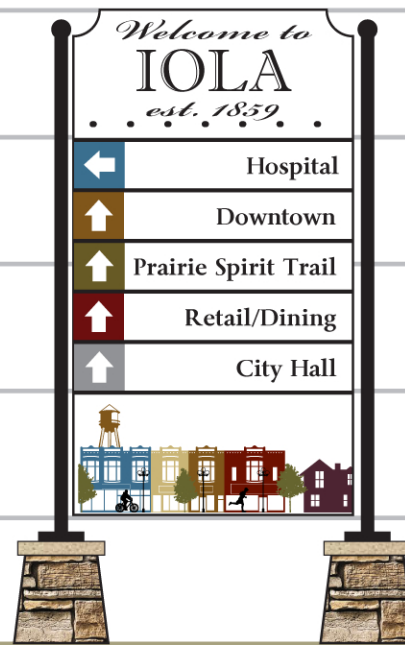 Welcome to
IOLA
est. 1859
Hospital
Downtown
Prairie Spirit Trail
Retail/Dining
City Hall